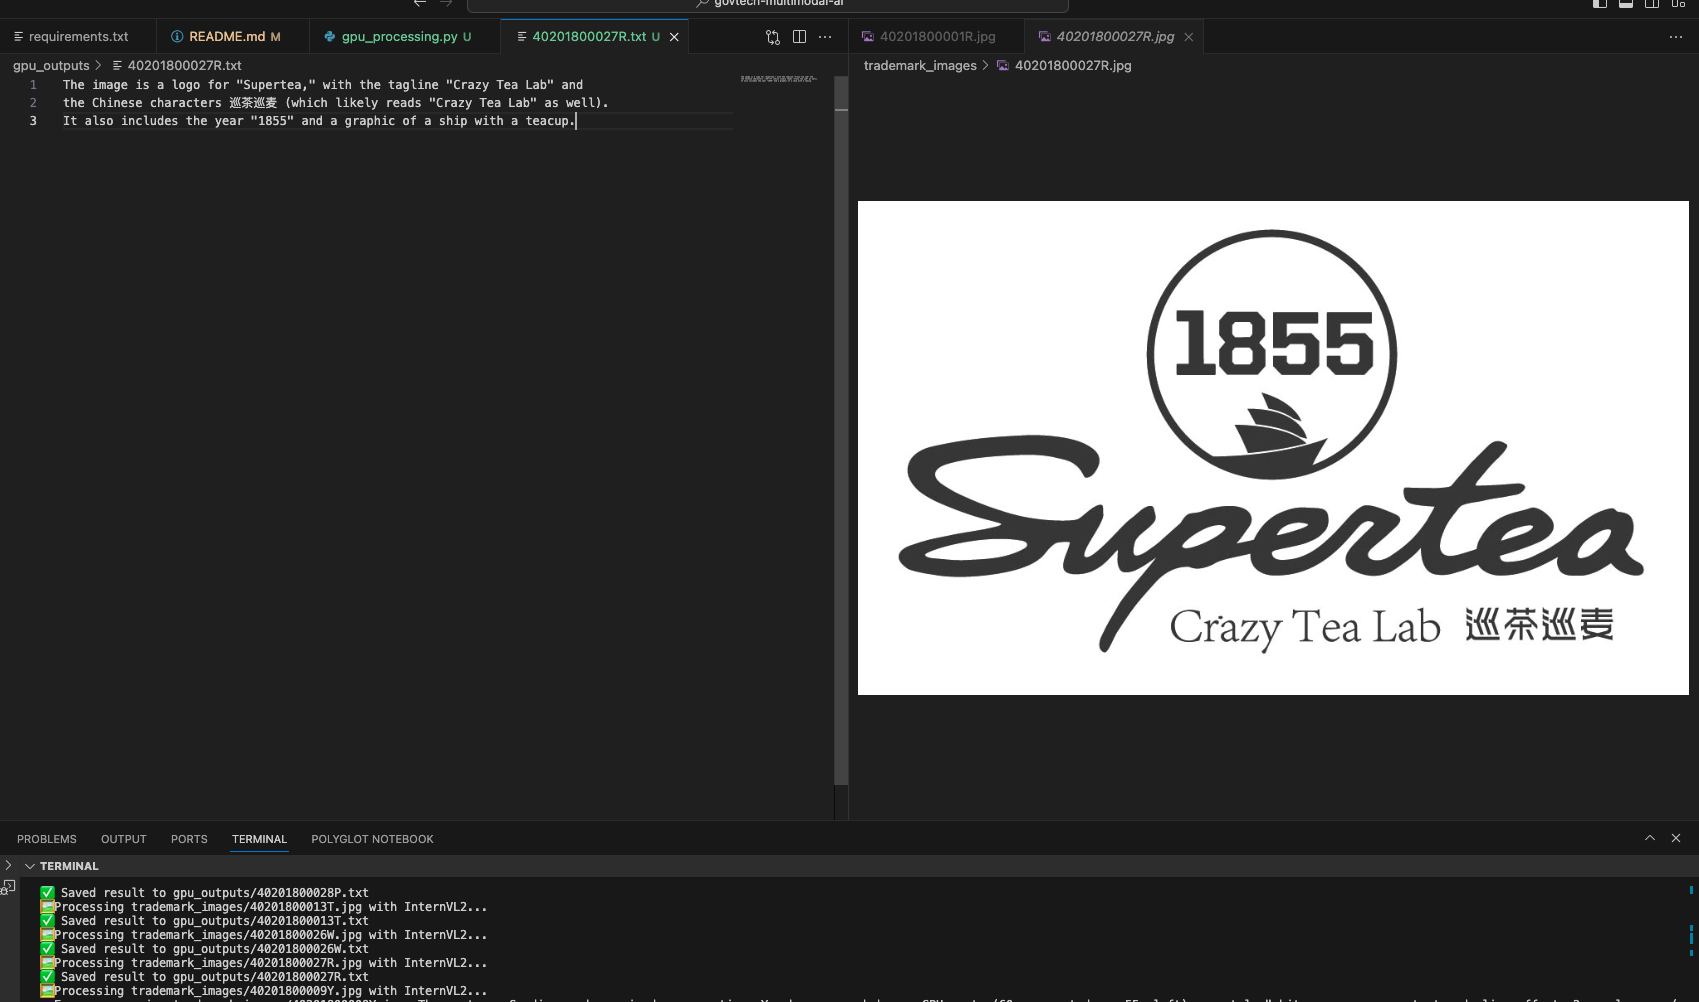 govtech-multimodal-ai
requirements.txt
README.md M
gpu_processing.py U
40201800027R.txt U
40201800001R.jpg
40201800027R.jpg
gpu_outputs > 40201800027R.txt
trademark_images > 40201800027R.jpg
1 The image is a logo for "Supertea," with the tagline "Crazy Tea Lab" and
2 the Chinese characters 巡茶巡麦 (which likely reads "Crazy Tea Lab" as well).
3 It also includes the year "1855" and a graphic of a ship with a teacup.
1855
Supertea
Crazy Tea Lab 巡茶巡麦
PROBLEMS OUTPUT PORTS TERMINAL POLYGLOT NOTEBOOK
TERMINAL
Saved result to gpu_outputs/40201800028P.txt
Processing trademark_images/40201800013T.jpg with InternVL2...
Saved result to gpu_outputs/40201800013T.txt
Processing trademark_images/40201800026W.jpg with InternVL2...
Saved result to gpu_outputs/40201800026W.txt
Processing trademark_images/40201800027R.jpg with InternVL2...
Saved result to gpu_outputs/40201800027R.txt
Processing trademark_images/40201800009Y.jpg with InternVL2...